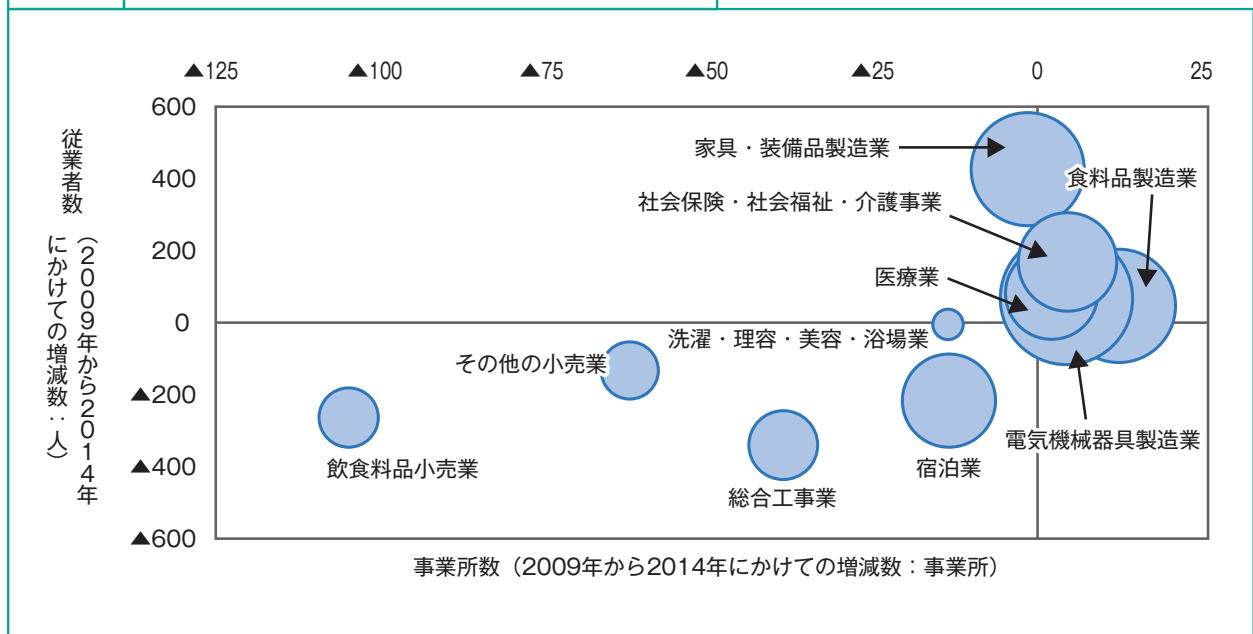 ▲125 ▲100 ▲75 ▲50 ▲25 0 25
600
400
200
0
▲200
▲400
▲600
従業者数
（2009年から2014年
にかけての増減数：人）
家具・装備品製造業
食料品製造業
社会保険・社会福祉・介護事業
医療業
洗濯・理容・美容・浴場業
その他の小売業
電気機械器具製造業
飲食料品小売業
宿泊業
総合工事業
事業所数（2009年から2014年にかけての増減数：事業所）